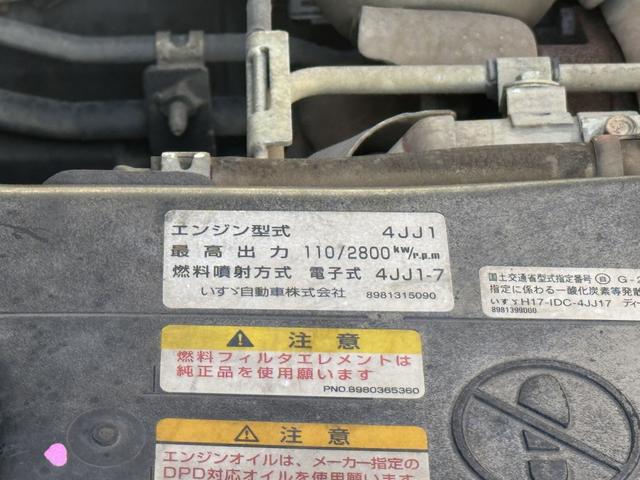 エンジン型式 4JJ1
最高出力 110/2800kW/r.p.m
燃料噴射方式 電子式 4JJ1-7
いすゞ自動車株式会社 8981315090
国土交通省型式指定番号
指定に係わる一酸化炭素等発散
いすゞH17-IDC-4JJ17 ディー
8981399000
注意
燃料フィルタエレメントは
純正品を使用願います
PNO.8980365360
注意
エンジンオイルは、メーカー指定の
DPD対応オイルを使用願います